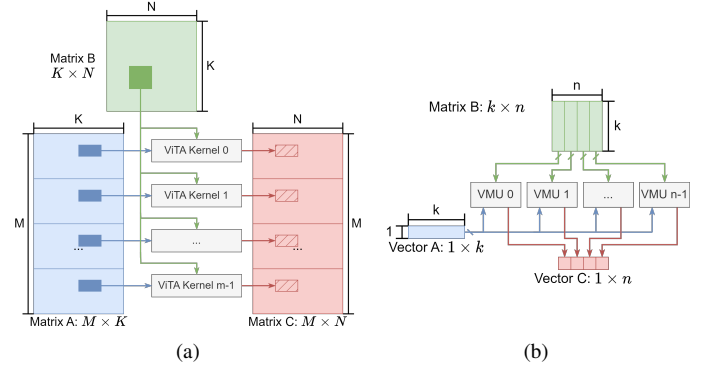 N
Matrix B
K × N
K
K
N
M
ViTA Kernel 0
ViTA Kernel 1
...
...
...
ViTA Kernel m-1
M
Matrix A: M × K
Matrix C: M × N
(a)
n
Matrix B: k × n
k
VMU 0
VMU 1
...
VMU n-1
k
1
Vector A: 1 × k
Vector C: 1 × n
(b)